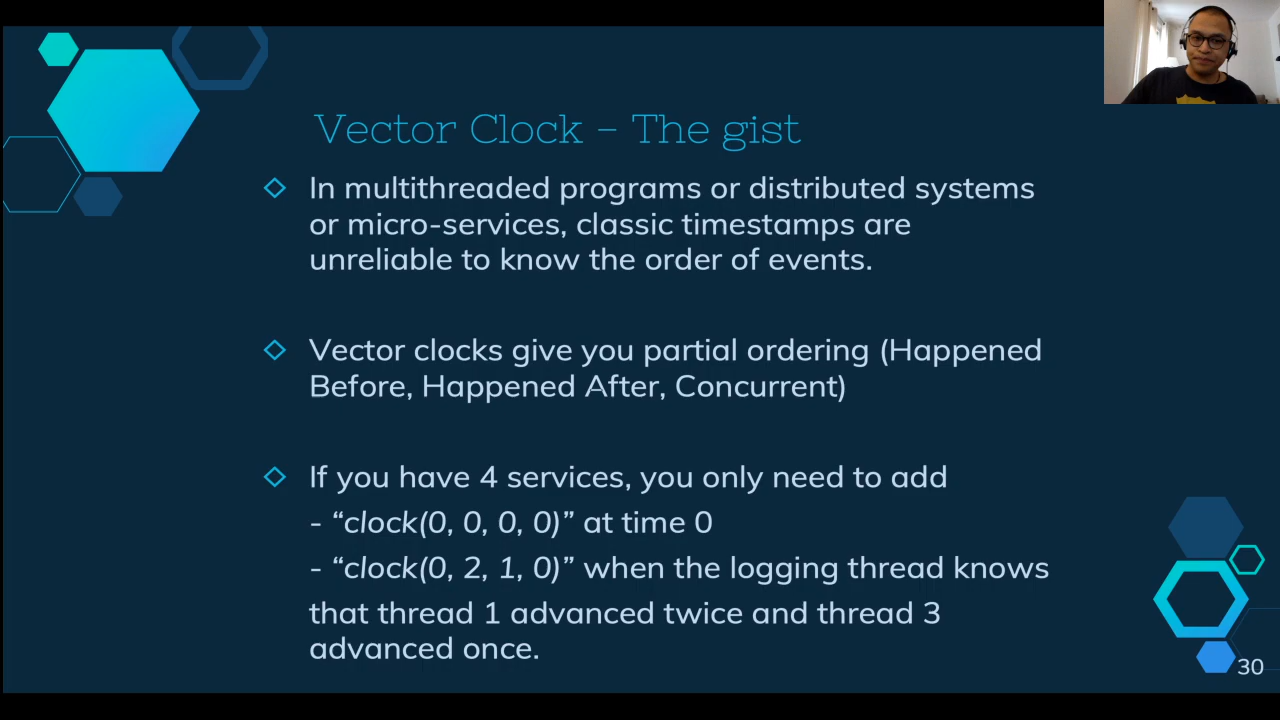 Vector Clock – The gist
In multithreaded programs or distributed systems
or micro-services, classic timestamps are
unreliable to know the order of events.
Vector clocks give you partial ordering (Happened
Before, Happened After, Concurrent)
If you have 4 services, you only need to add
- “clock(0, 0, 0, 0)” at time 0
- “clock(0, 2, 1, 0)” when the logging thread knows
that thread 1 advanced twice and thread 3
advanced once.
30